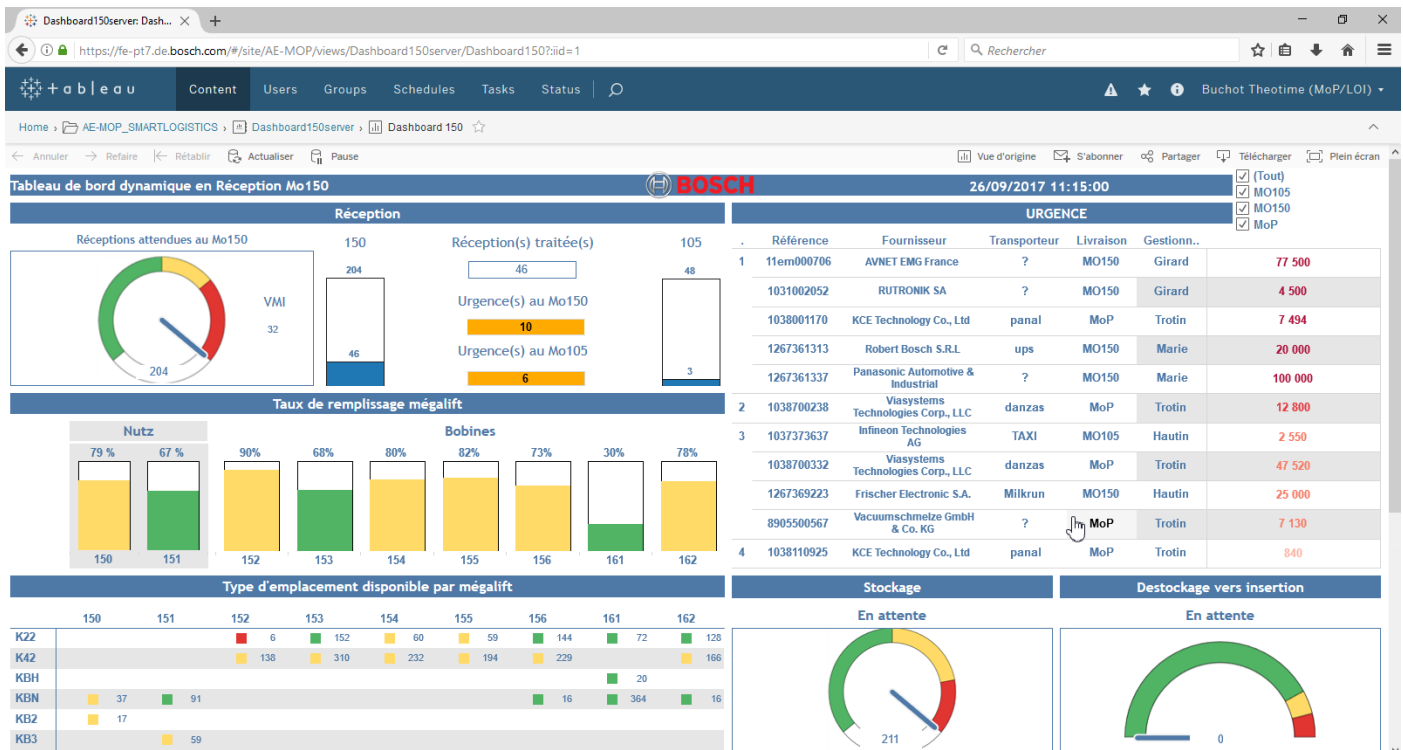 Dashboard150server: Dash...
https://fe-pt7.de.bosch.com/#/site/AE-MOP/views/Dashboard150server/Dashboard150?:iid=1
Rechercher
+ a b | e a u Content Users Groups Schedules Tasks Status Buchot Theotime (MoP/LOI)
Home › AE-MOP_SMARTLOGISTICS › Dashboard150server › Dashboard 150
Annuler Refaire Rétablir Actualiser Pause Vue d'origine S'abonner Partager Télécharger Plein écran
Tableau de bord dynamique en Réception Mo150 BOSCH 26/09/2017 11:15:00
(Tout)
MO105
MO150
MoP
Réception
Réceptions attendues au Mo150
204
VMI
32
150
204
46
Réception(s) traitée(s)
46
Urgence(s) au Mo150
10
Urgence(s) au Mo105
6
105
48
3
URGENCE
. Référence Fournisseur Transporteur Livraison Gestionn..
1 11em000706 AVNET EMG France ? MO150 Girard 77 500
1031002052 RUTRONIK SA ? MO150 Girard 4 500
1038001170 KCE Technology Co., Ltd panal MoP Trotin 7 494
1267361313 Robert Bosch S.R.L ups MO150 Marie 20 000
1267361337 Panasonic Automotive & Industrial ? MO150 Marie 100 000
2 1038700238 Viasystems Technologies Corp., LLC danzas MoP Trotin 12 800
3 1037373637 Infineon Technologies AG TAXI MO105 Hautin 2 550
1038700332 Viasystems Technologies Corp., LLC danzas MoP Trotin 47 520
1267369223 Frischer Electronic S.A. Milkrun MO150 Hautin 25 000
8905500567 Vacuumschmelze GmbH & Co. KG ? MoP Trotin 7 130
4 1038110925 KCE Technology Co., Ltd panal MoP Trotin 840
Taux de remplissage mégalift
Nutz Bobines
79 % 67 % 90% 68% 80% 82% 73% 30% 78%
150 151 152 153 154 155 156 161 162
Type d'emplacement disponible par mégalift
150 151 152 153 154 155 156 161 162
K22 6 152 60 59 144 72 128
K42 138 310 232 194 229 166
KBH 20
KBN 37 91 16 364 16
KB2 17
KB3 59
Stockage
En attente
211
Destockage vers insertion
En attente
0